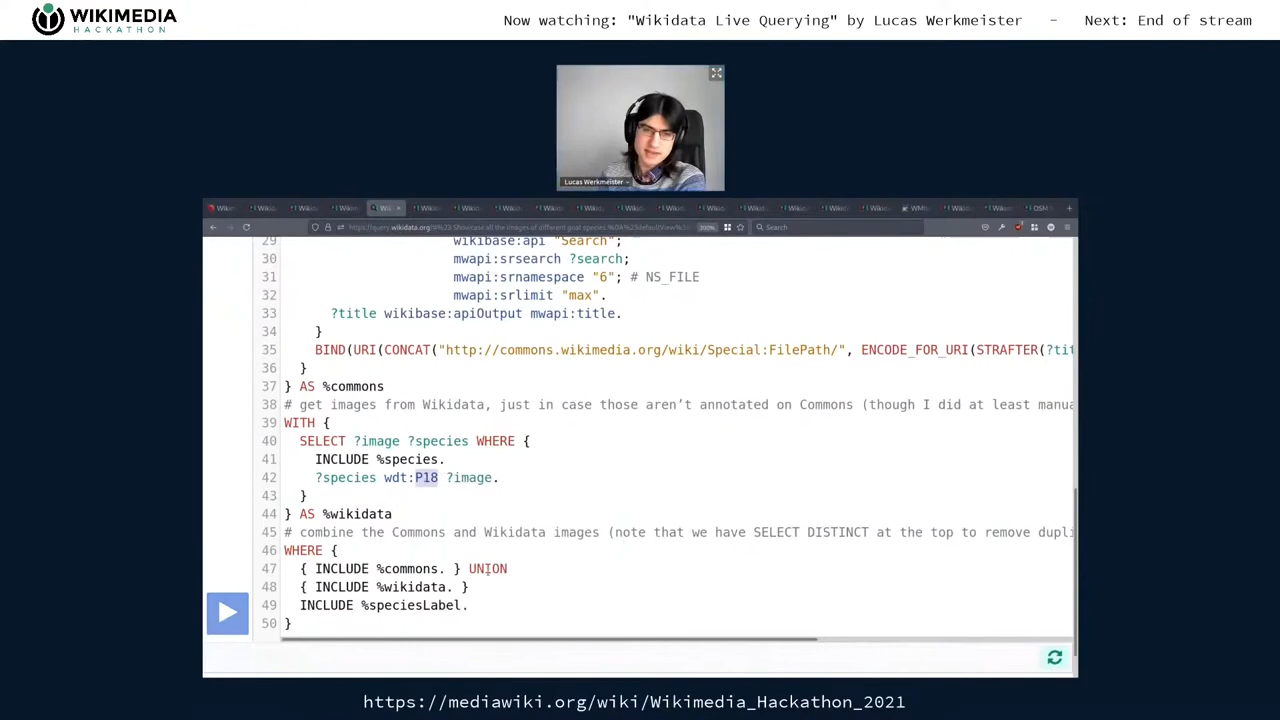 WIKIMEDIA
HACKATHON
Now watching: "Wikidata Live Querying" by Lucas Werkmeister - Next: End of stream
Lucas Werkmeister
Search
200%
29 wikibase:api "Search";
30 mwapi:srsearch ?search;
31 mwapi:srnamespace "6"; # NS_FILE
32 mwapi:srlimit "max".
33 ?title wikibase:apiOutput mwapi:title.
34 }
35 BIND(URI(CONCAT("http://commons.wikimedia.org/wiki/Special:FilePath/", ENCODE_FOR_URI(STRAFTER(?tit
36 }
37 } AS %commons
38 # get images from Wikidata, just in case those aren’t annotated on Commons (though I did at least manua
39 WITH {
40 SELECT ?image ?species WHERE {
41 INCLUDE %species.
42 ?species wdt:P18 ?image.
43 }
44 } AS %wikidata
45 # combine the Commons and Wikidata images (note that we have SELECT DISTINCT at the top to remove dupli
46 WHERE {
47 { INCLUDE %commons. } UNION
48 { INCLUDE %wikidata. }
49 INCLUDE %speciesLabel.
50 }
https://mediawiki.org/wiki/Wikimedia_Hackathon_2021